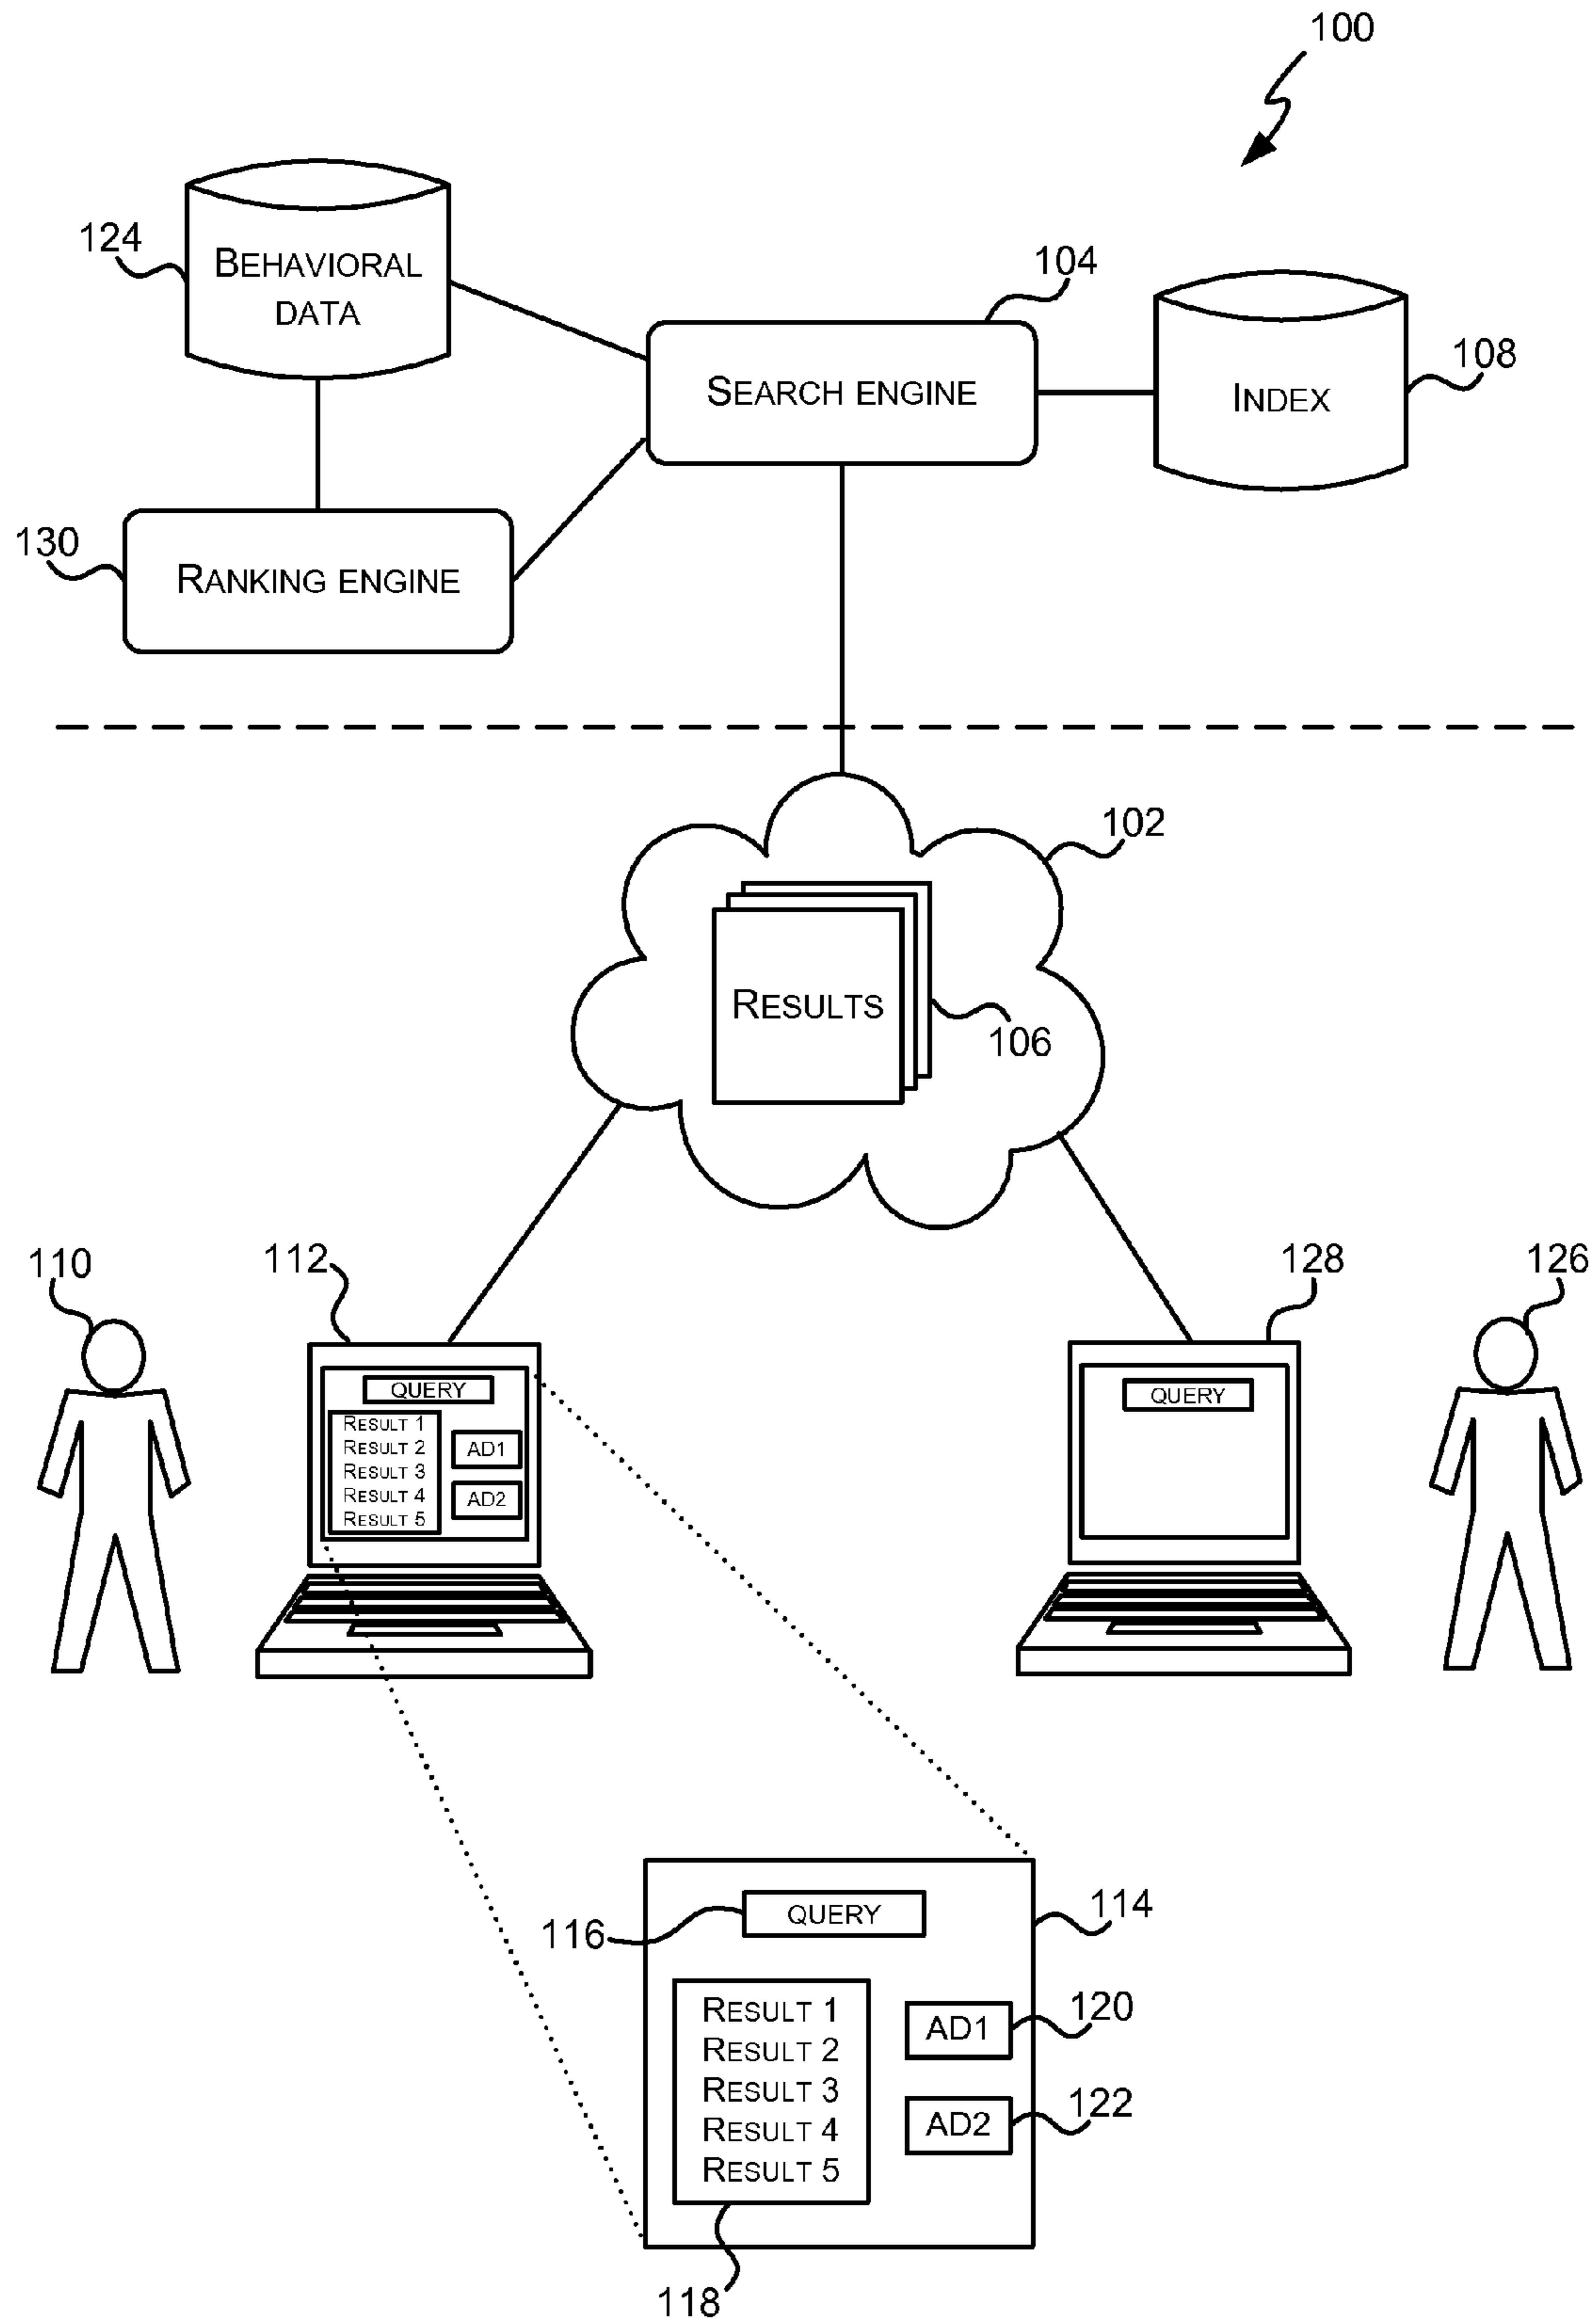 100
124
BEHAVIORAL
DATA
104
SEARCH ENGINE
108
INDEX
130
RANKING ENGINE
102
RESULTS
106
110
112
128
126
QUERY
RESULT 1
RESULT 2
RESULT 3
RESULT 4
RESULT 5
AD1
AD2
QUERY
114
116
QUERY
RESULT 1
RESULT 2
RESULT 3
RESULT 4
RESULT 5
AD1
120
AD2
122
118